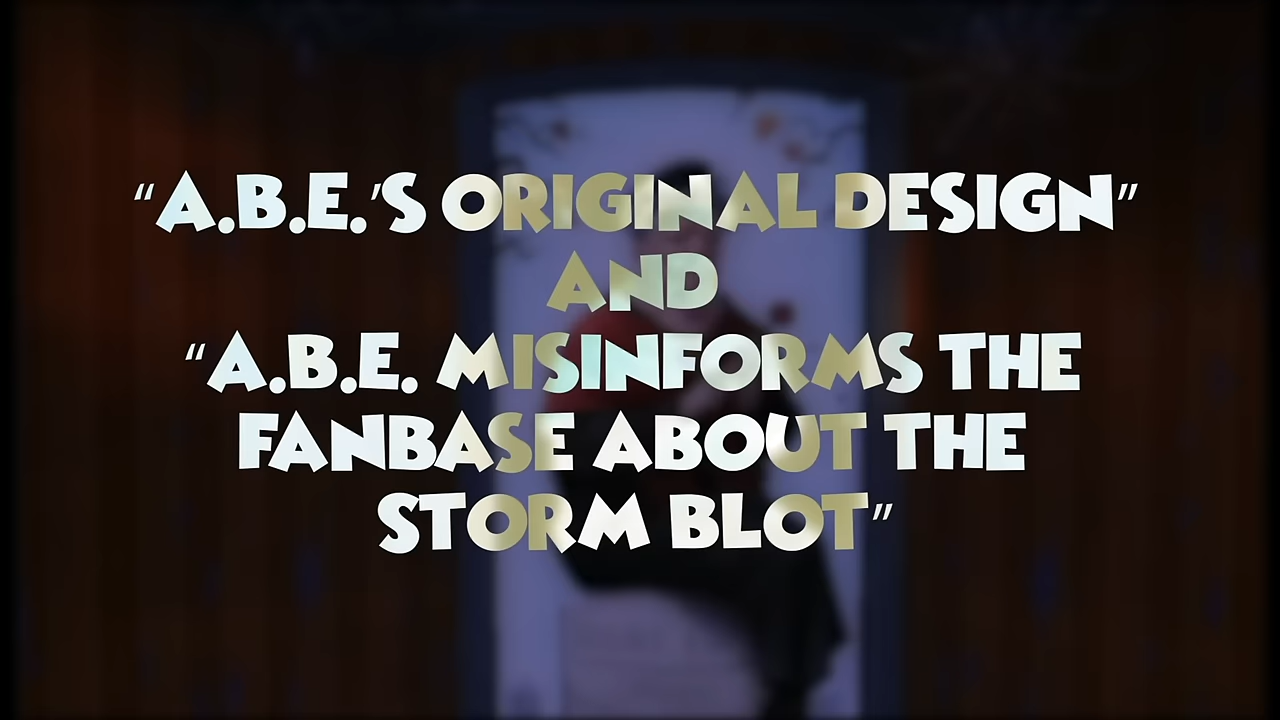 “A.B.E.’S ORIGINAL DESIGN”
AND
“A.B.E. MISINFORMS THE
FANBASE ABOUT THE
STORM BLOT”